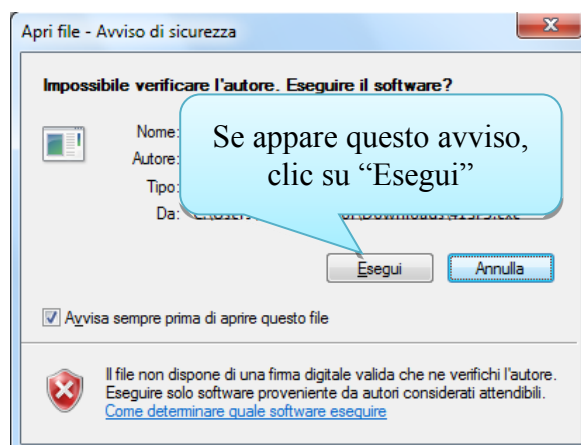 Apri file - Avviso di sicurezza
Impossibile verificare l'autore. Eseguire il software?
Se appare questo avviso,
clic su “Esegui”
Nome:
Autore:
Tipo:
Da:
Esegui
Annulla
Avvisa sempre prima di aprire questo file
Il file non dispone di una firma digitale valida che ne verifichi l'autore.
Eseguire solo software proveniente da autori considerati attendibili.
Come determinare quale software eseguire